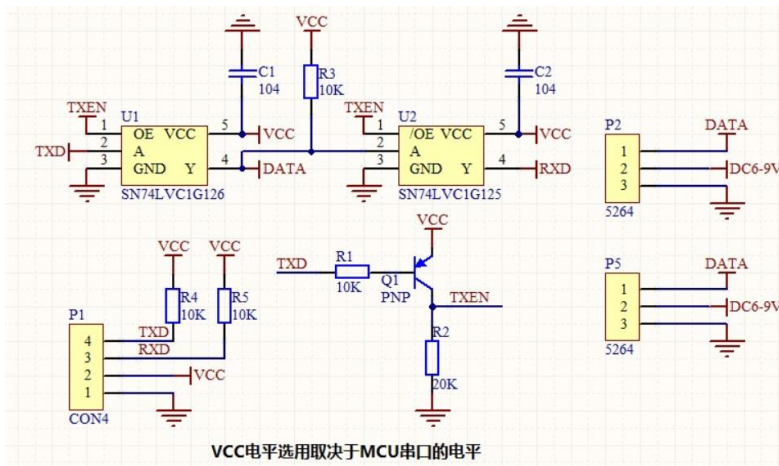 VCC
C1
104
R3
10K
C2
104
TXEN
U1
1
OE VCC
5
VCC
TXD
2
A
3
GND Y
4
DATA
SN74LVC1G126
TXEN
U2
1
/OE VCC
5
VCC
2
A
3
GND Y
4
RXD
SN74LVC1G125
P2
DATA
1
2
DC6-9V
3
5264
VCC
VCC
R4
10K
R5
10K
P1
4
TXD
3
RXD
2
VCC
1
CON4
VCC
TXD
R1
10K
Q1
PNP
TXEN
R2
20K
P5
DATA
1
2
DC6-9V
3
5264
VCC电平选用取决于MCU串口的电平